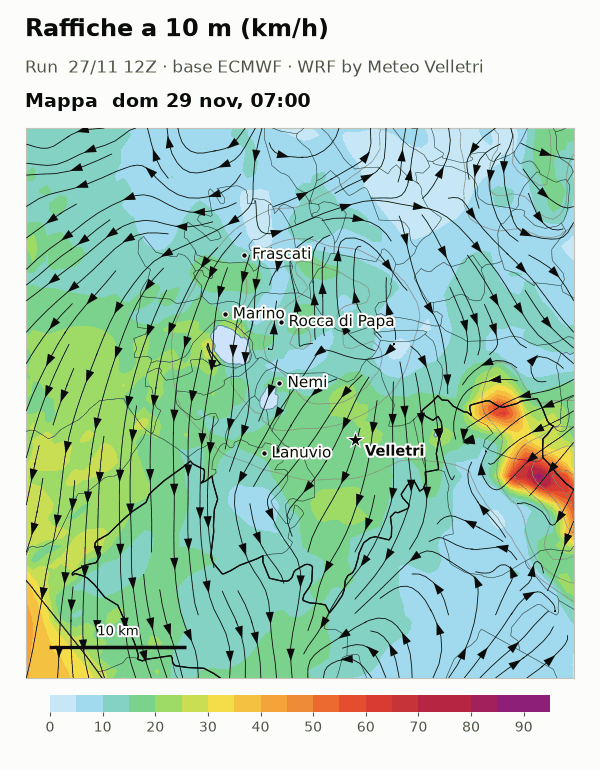 Raffiche a 10 m (km/h)
Run 27/11 12Z · base ECMWF · WRF by Meteo Velletri
Mappa dom 29 nov, 07:00
Frascati
Marino
Rocca di Papa
Nemi
Lanuvio
Velletri
10 km
0 10 20 30 40 50 60 70 80 90